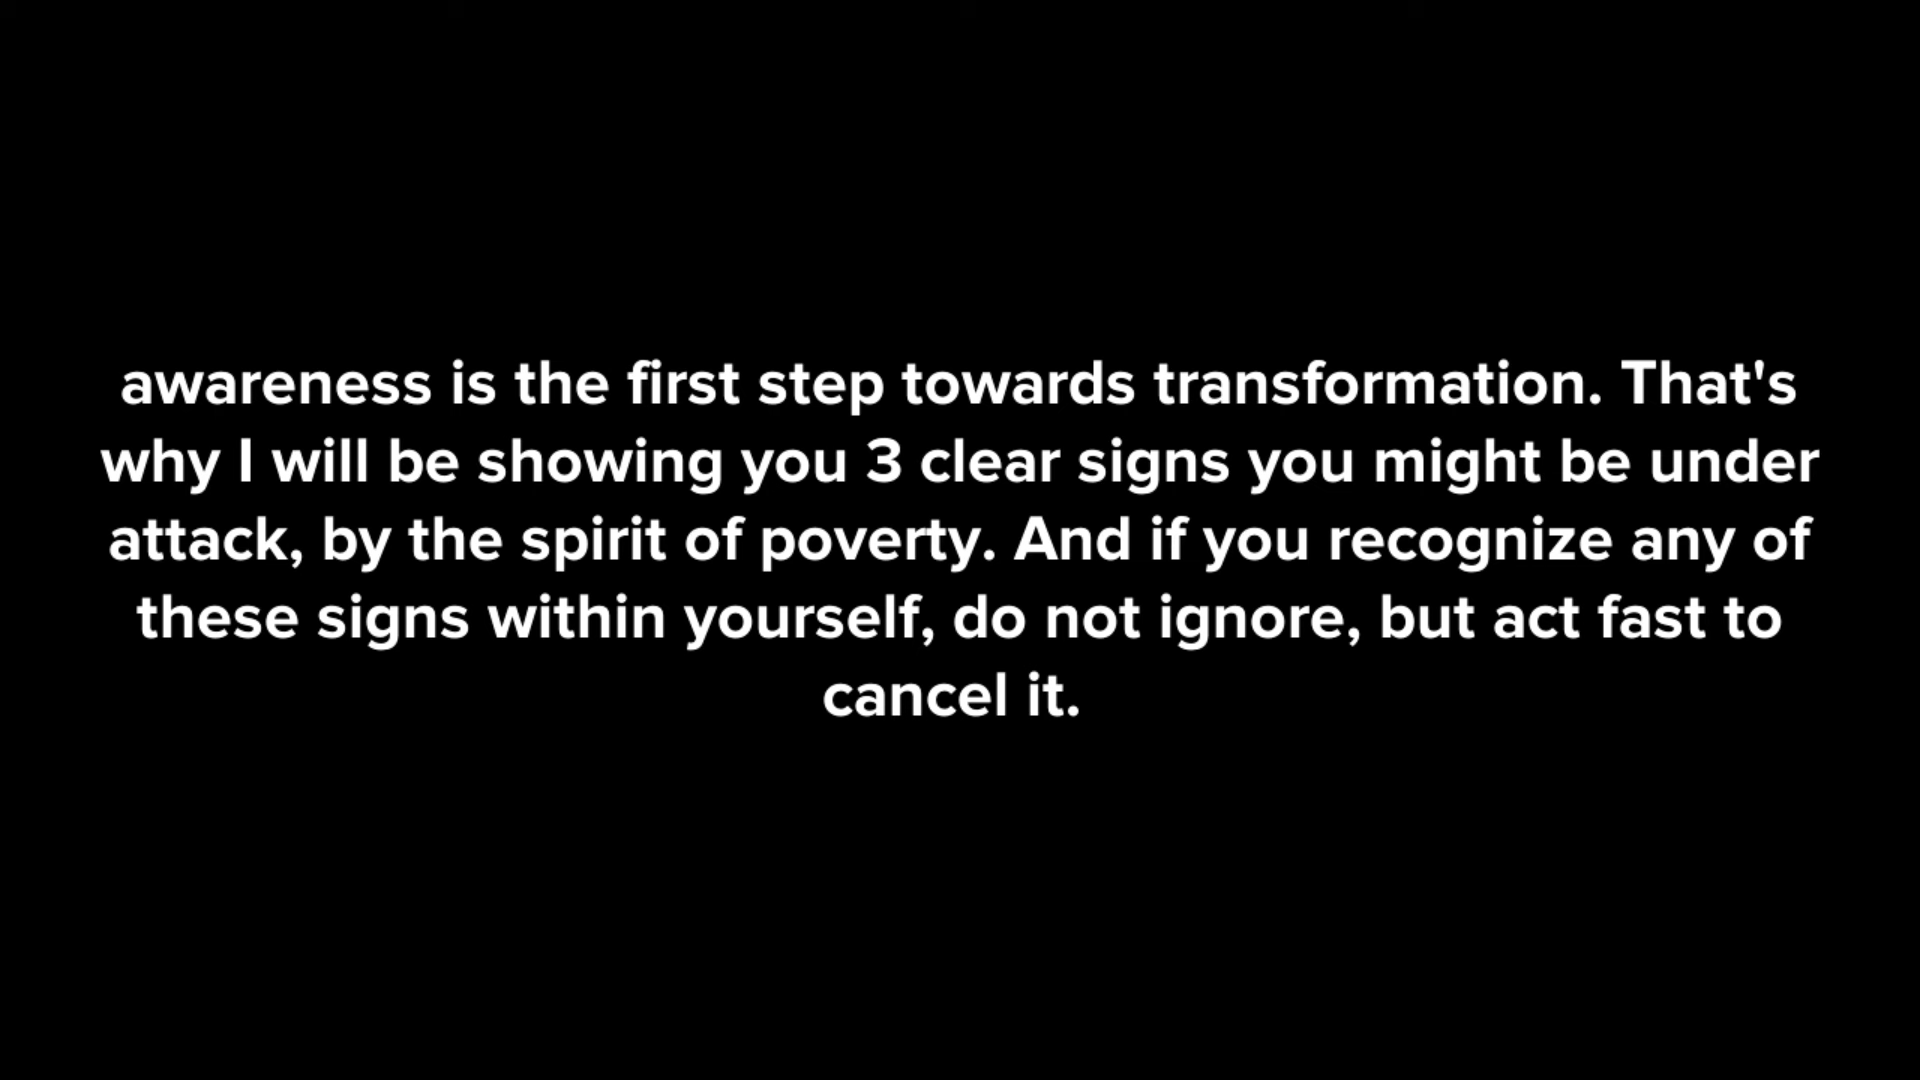 awareness is the first step towards transformation. That's
why I will be showing you 3 clear signs you might be under
attack, by the spirit of poverty. And if you recognize any of
these signs within yourself, do not ignore, but act fast to
cancel it.